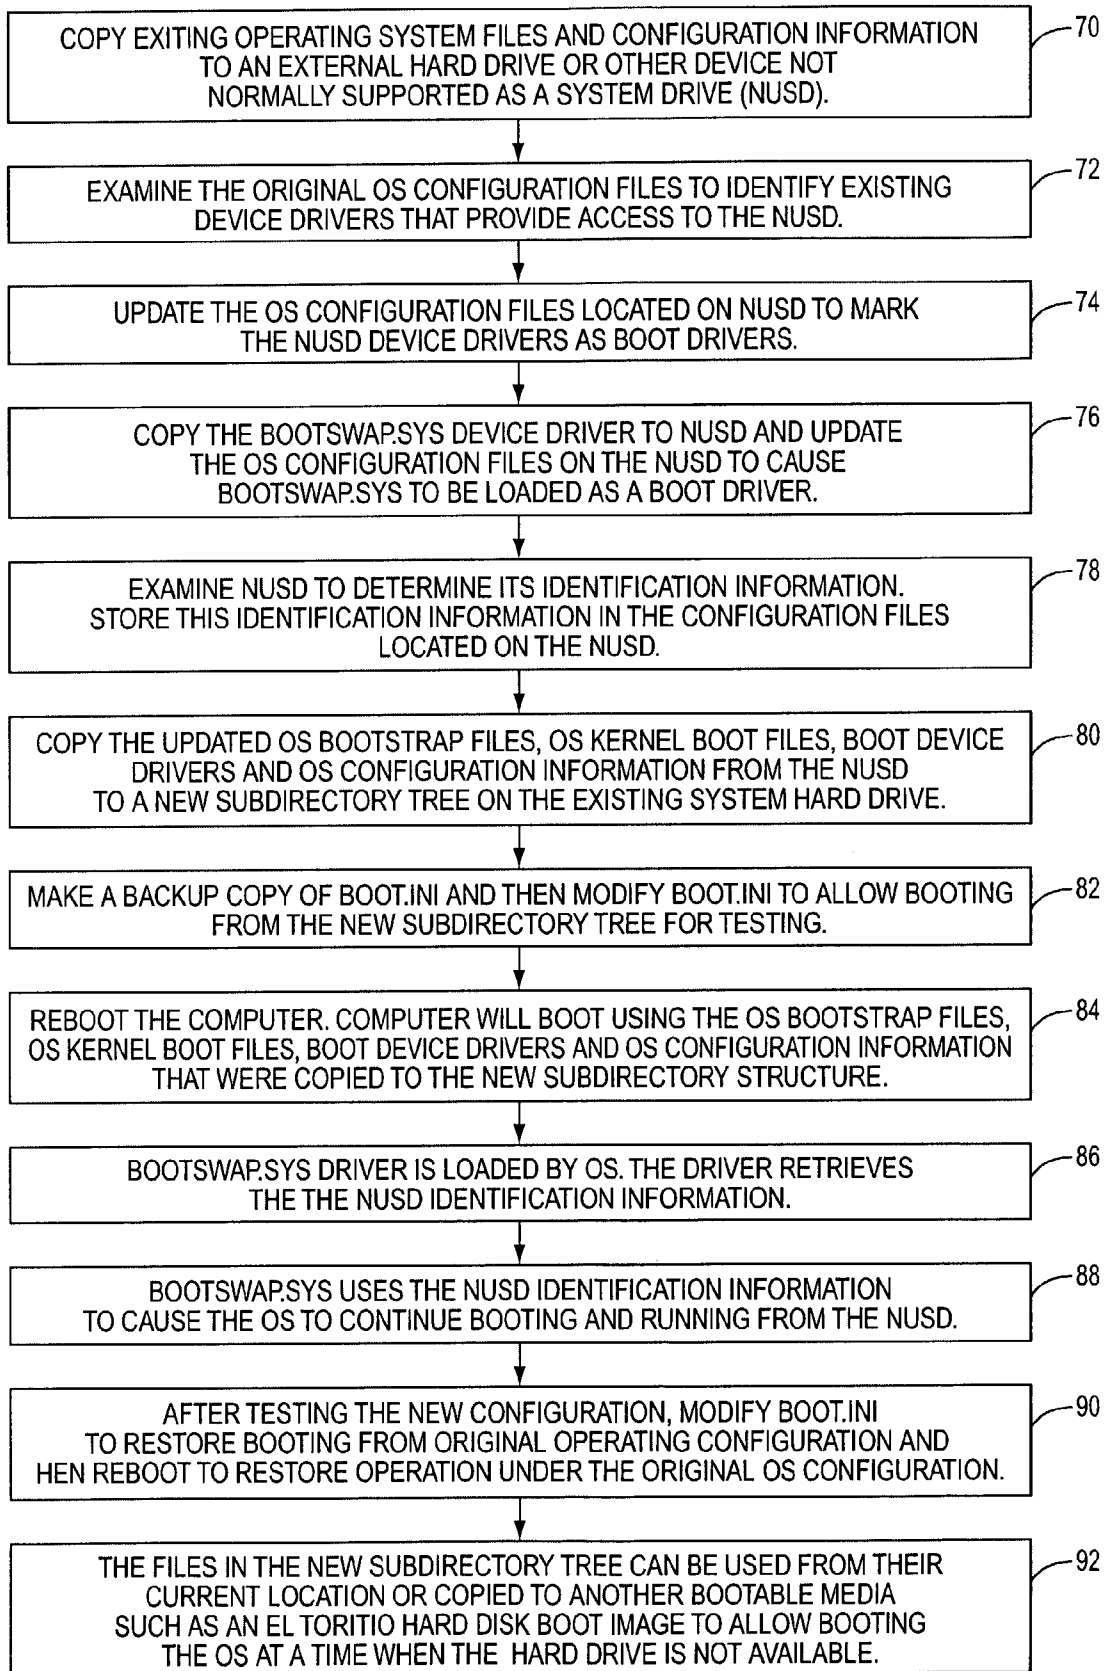 COPY EXITING OPERATING SYSTEM FILES AND CONFIGURATION INFORMATION
TO AN EXTERNAL HARD DRIVE OR OTHER DEVICE NOT
NORMALLY SUPPORTED AS A SYSTEM DRIVE (NUSD).
70
EXAMINE THE ORIGINAL OS CONFIGURATION FILES TO IDENTIFY EXISTING
DEVICE DRIVERS THAT PROVIDE ACCESS TO THE NUSD.
72
UPDATE THE OS CONFIGURATION FILES LOCATED ON NUSD TO MARK
THE NUSD DEVICE DRIVERS AS BOOT DRIVERS.
74
COPY THE BOOTSWAP.SYS DEVICE DRIVER TO NUSD AND UPDATE
THE OS CONFIGURATION FILES ON THE NUSD TO CAUSE
BOOTSWAP.SYS TO BE LOADED AS A BOOT DRIVER.
76
EXAMINE NUSD TO DETERMINE ITS IDENTIFICATION INFORMATION.
STORE THIS IDENTIFICATION INFORMATION IN THE CONFIGURATION FILES
LOCATED ON THE NUSD.
78
COPY THE UPDATED OS BOOTSTRAP FILES, OS KERNEL BOOT FILES, BOOT DEVICE
DRIVERS AND OS CONFIGURATION INFORMATION FROM THE NUSD
TO A NEW SUBDIRECTORY TREE ON THE EXISTING SYSTEM HARD DRIVE.
80
MAKE A BACKUP COPY OF BOOT.INI AND THEN MODIFY BOOT.INI TO ALLOW BOOTING
FROM THE NEW SUBDIRECTORY TREE FOR TESTING.
82
REBOOT THE COMPUTER. COMPUTER WILL BOOT USING THE OS BOOTSTRAP FILES,
OS KERNEL BOOT FILES, BOOT DEVICE DRIVERS AND OS CONFIGURATION INFORMATION
THAT WERE COPIED TO THE NEW SUBDIRECTORY STRUCTURE.
84
BOOTSWAP.SYS DRIVER IS LOADED BY OS. THE DRIVER RETRIEVES
THE THE NUSD IDENTIFICATION INFORMATION.
86
BOOTSWAP.SYS USES THE NUSD IDENTIFICATION INFORMATION
TO CAUSE THE OS TO CONTINUE BOOTING AND RUNNING FROM THE NUSD.
88
AFTER TESTING THE NEW CONFIGURATION, MODIFY BOOT.INI
TO RESTORE BOOTING FROM ORIGINAL OPERATING CONFIGURATION AND
HEN REBOOT TO RESTORE OPERATION UNDER THE ORIGINAL OS CONFIGURATION.
90
THE FILES IN THE NEW SUBDIRECTORY TREE CAN BE USED FROM THEIR
CURRENT LOCATION OR COPIED TO ANOTHER BOOTABLE MEDIA
SUCH AS AN EL TORITIO HARD DISK BOOT IMAGE TO ALLOW BOOTING
THE OS AT A TIME WHEN THE HARD DRIVE IS NOT AVAILABLE.
92